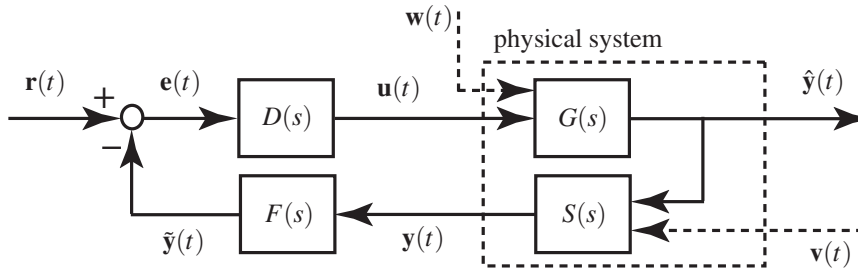 w(t)
physical system
r(t)
+
−
e(t)
D(s)
u(t)
G(s)
ŷ(t)
ỹ(t)
F(s)
y(t)
S(s)
v(t)